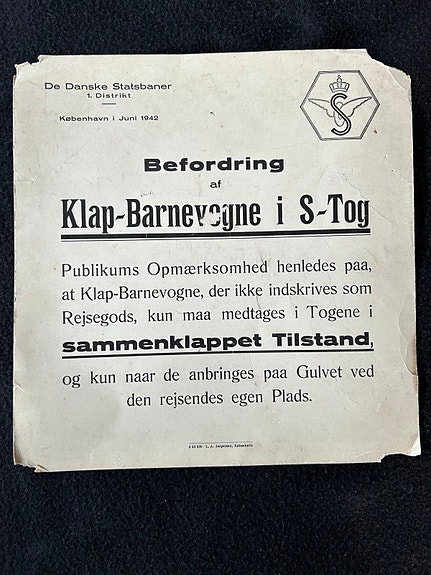 De Danske Statsbaner
1. Distrikt
København i Juni 1942
S
Befordring
af
Klap-Barnevogne i S-Tog
Publikums Opmærksomhed henledes paa,
at Klap-Barnevogne, der ikke indskrives som
Rejsegods, kun maa medtages i Togene i
sammenklappet Tilstand,
og kun naar de anbringes paa Gulvet ved
den rejsendes egen Plads.
København